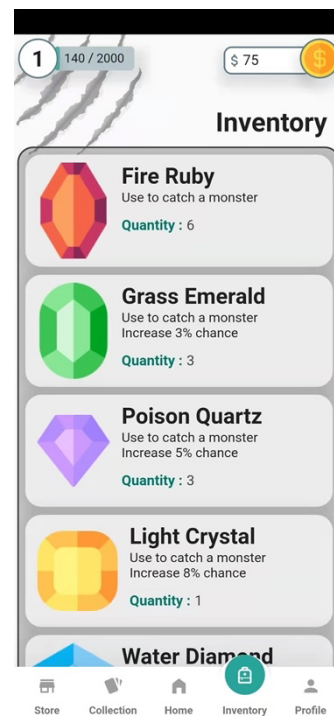 1
140 / 2000
$ 75
$
Inventory
Fire Ruby
Use to catch a monster
Quantity : 6
Grass Emerald
Use to catch a monster
Increase 3% chance
Quantity : 3
Poison Quartz
Use to catch a monster
Increase 5% chance
Quantity : 3
Light Crystal
Use to catch a monster
Increase 8% chance
Quantity : 1
Water Diamond
Store
Collection
Home
Inventory
Profile